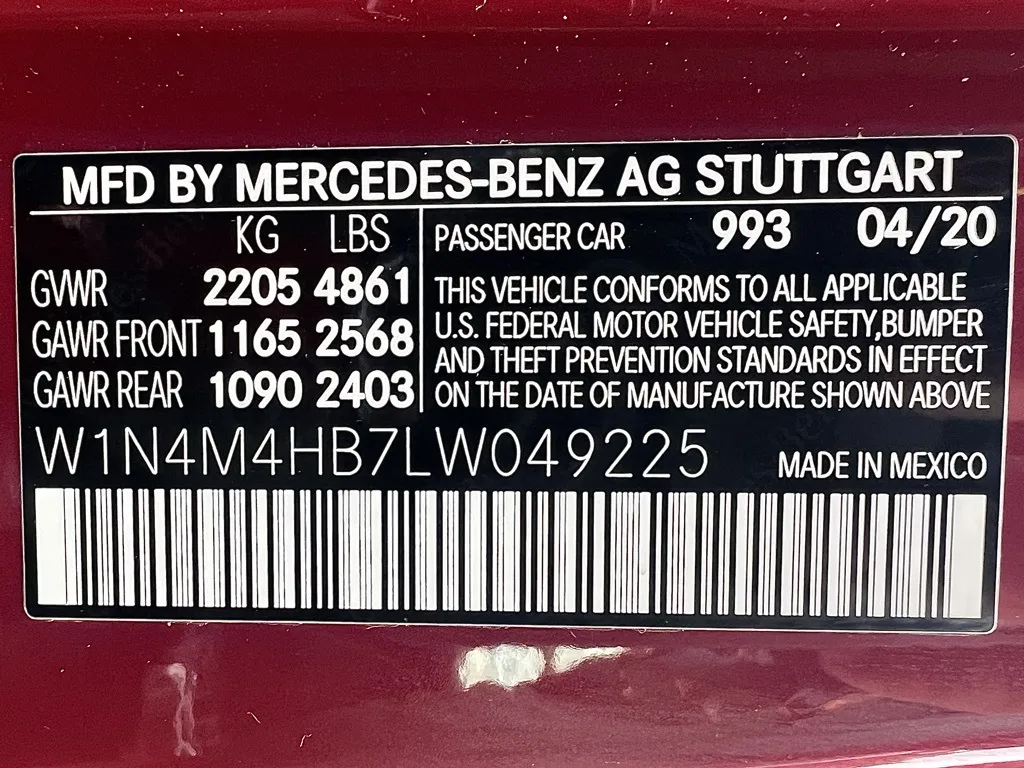 MFD BY MERCEDES-BENZ AG STUTTGART
KG LBS
GVWR 2205 4861
GAWR FRONT 1165 2568
GAWR REAR 1090 2403
PASSENGER CAR 993 04/20
THIS VEHICLE CONFORMS TO ALL APPLICABLE
U.S. FEDERAL MOTOR VEHICLE SAFETY,BUMPER
AND THEFT PREVENTION STANDARDS IN EFFECT
ON THE DATE OF MANUFACTURE SHOWN ABOVE
W1N4M4HB7LW049225
MADE IN MEXICO